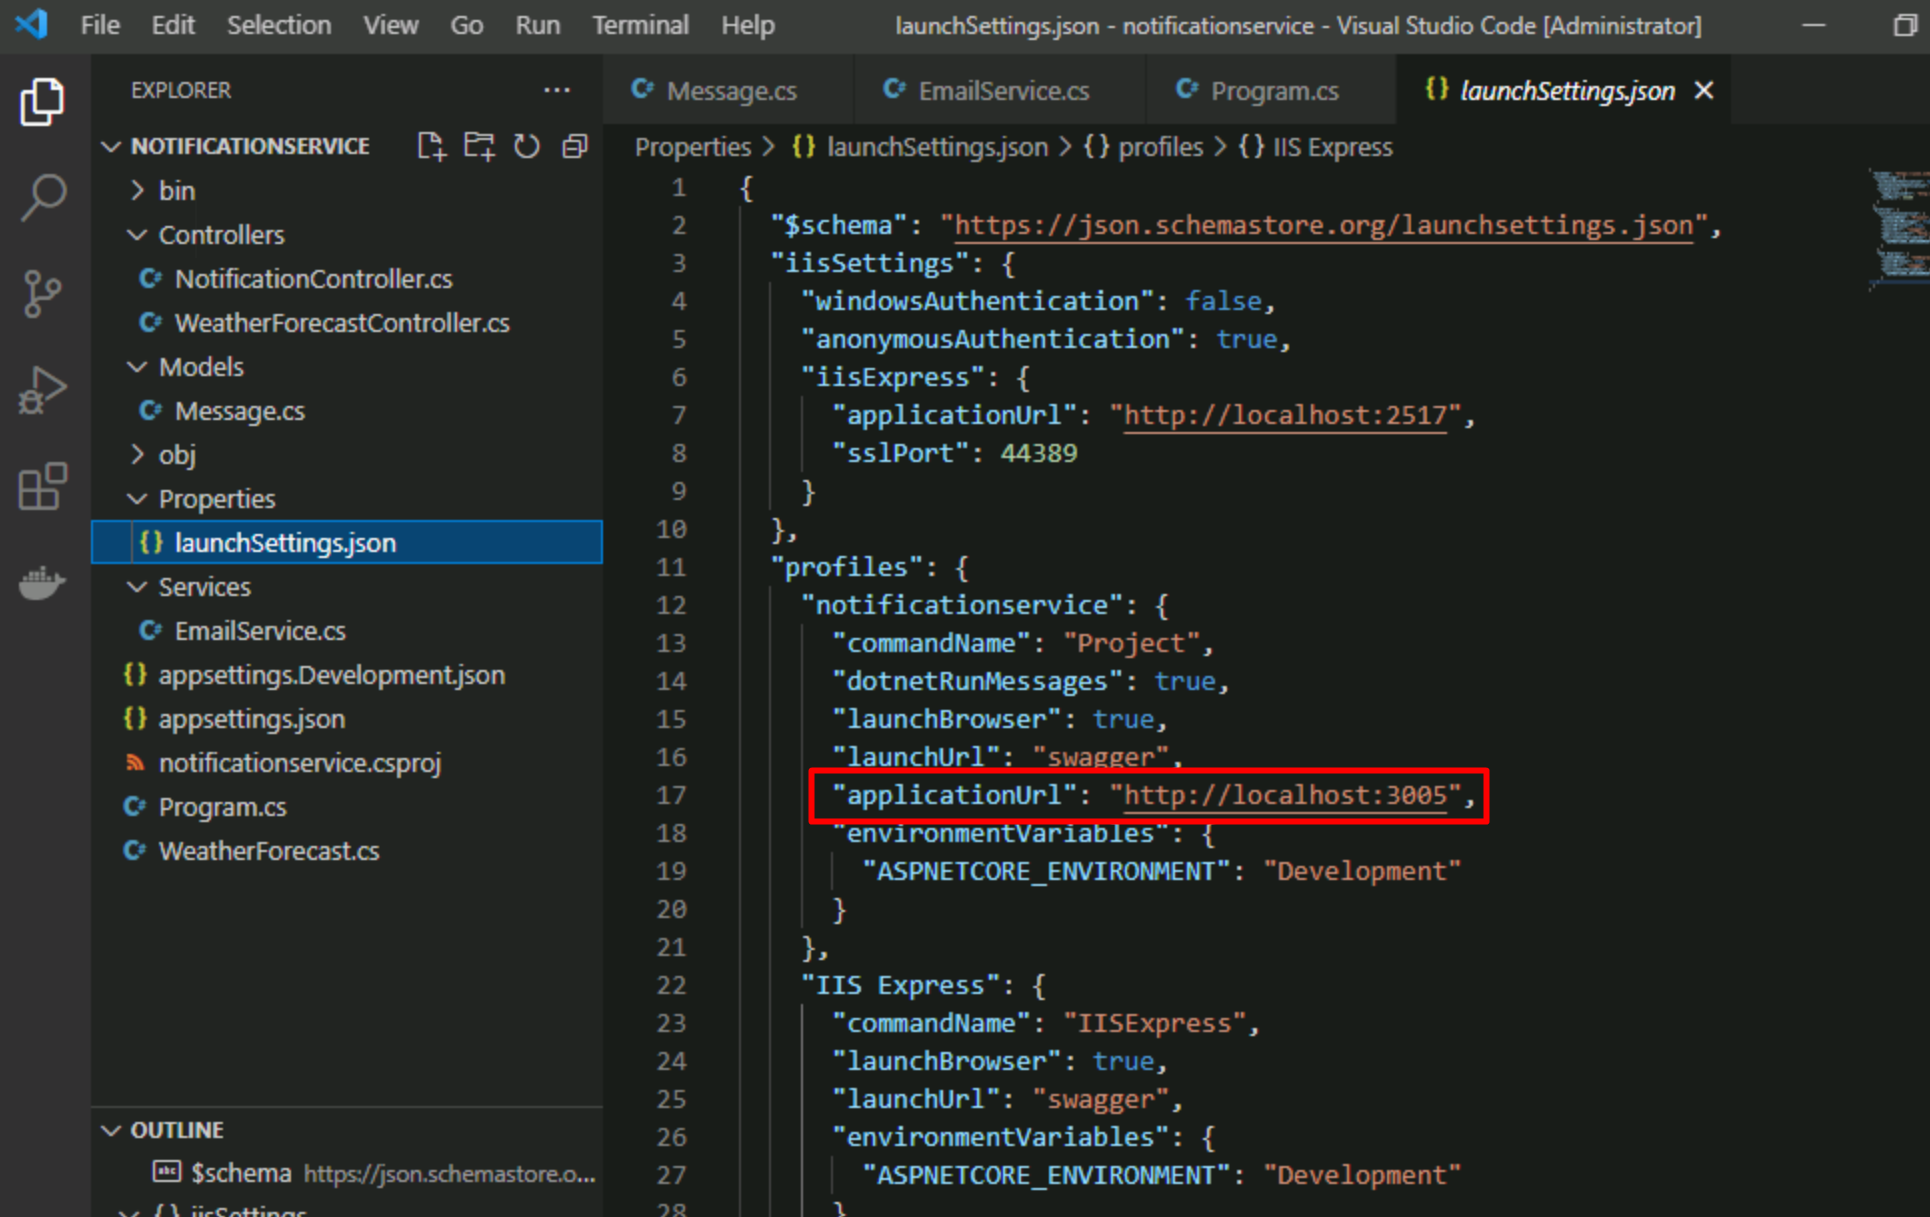 File Edit Selection View Go Run Terminal Help launchSettings.json - notificationservice - Visual Studio Code [Administrator]
EXPLORER ···
NOTIFICATIONSERVICE
bin
Controllers
C# NotificationController.cs
C# WeatherForecastController.cs
Models
C# Message.cs
obj
Properties
{} launchSettings.json
Services
C# EmailService.cs
{} appsettings.Development.json
{} appsettings.json
notificationservice.csproj
C# Program.cs
C# WeatherForecast.cs
OUTLINE
abc $schema https://json.schemastore.o...
{} iisSettings
C# Message.cs C# EmailService.cs C# Program.cs {} launchSettings.json
Properties > {} launchSettings.json > {} profiles > {} IIS Express
1 {
2 "$schema": "https://json.schemastore.org/launchsettings.json",
3 "iisSettings": {
4 "windowsAuthentication": false,
5 "anonymousAuthentication": true,
6 "iisExpress": {
7 "applicationUrl": "http://localhost:2517",
8 "sslPort": 44389
9 }
10 },
11 "profiles": {
12 "notificationservice": {
13 "commandName": "Project",
14 "dotnetRunMessages": true,
15 "launchBrowser": true,
16 "launchUrl": "swagger",
17 "applicationUrl": "http://localhost:3005",
18 "environmentVariables": {
19 "ASPNETCORE_ENVIRONMENT": "Development"
20 }
21 },
22 "IIS Express": {
23 "commandName": "IISExpress",
24 "launchBrowser": true,
25 "launchUrl": "swagger",
26 "environmentVariables": {
27 "ASPNETCORE_ENVIRONMENT": "Development"
28 }